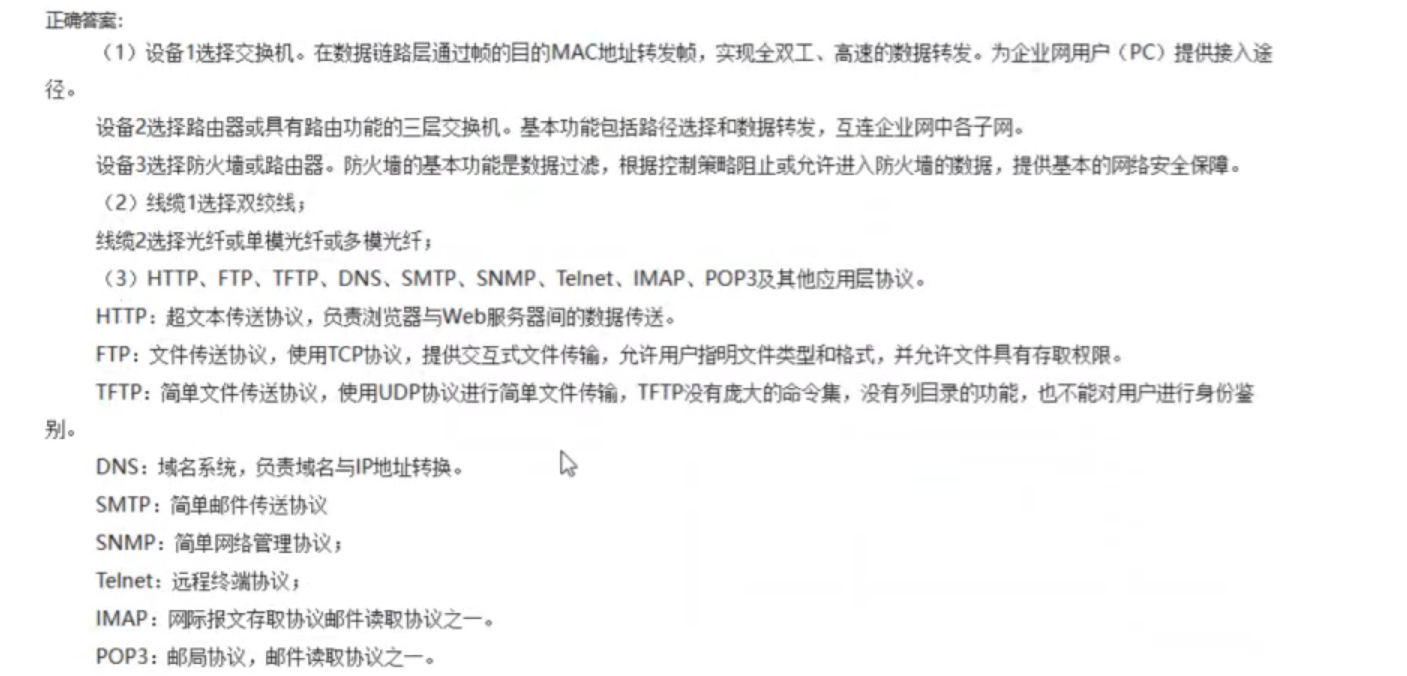 正确答案:
（1）设备1选择交换机。在数据链路层通过帧的目的MAC地址转发帧，实现全双工、高速的数据转发。为企业网用户（PC）提供接入途
径。
设备2选择路由器或具有路由功能的三层交换机。基本功能包括路径选择和数据转发，互连企业网中各子网。
设备3选择防火墙或路由器。防火墙的基本功能是数据过滤，根据控制策略阻止或允许进入防火墙的数据，提供基本的网络安全保障。
（2）线缆1选择双绞线；
线缆2选择光纤或单模光纤或多模光纤；
（3）HTTP、FTP、TFTP、DNS、SMTP、SNMP、Telnet、IMAP、POP3及其他应用层协议。
HTTP：超文本传送协议，负责浏览器与Web服务器间的数据传送。
FTP：文件传送协议，使用TCP协议，提供交互式文件传输，允许用户指明文件类型和格式，并允许文件具有存取权限。
TFTP：简单文件传送协议，使用UDP协议进行简单文件传输，TFTP没有庞大的命令集，没有列目录的功能，也不能对用户进行身份鉴
别。
DNS：域名系统，负责域名与IP地址转换。
SMTP：简单邮件传送协议
SNMP：简单网络管理协议；
Telnet：远程终端协议；
IMAP：网际报文存取协议邮件读取协议之一。
POP3：邮局协议，邮件读取协议之一。